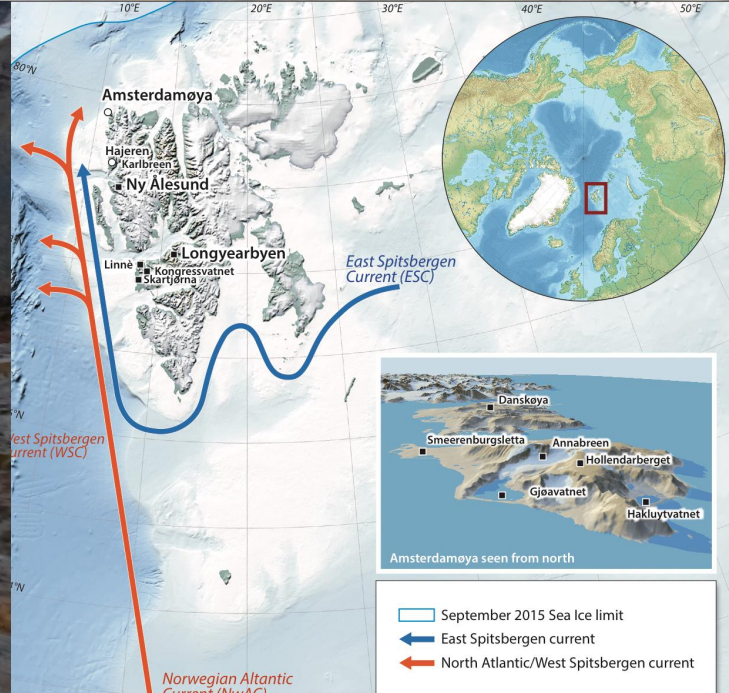 10°E
20°E
30°E
40°E
50°E
80°N
Amsterdamøya
Hajeren
Karlbreen
Ny Ålesund
Longyearbyen
Linnè
Kongressvatnet
Skartjørna
East Spitsbergen
Current (ESC)
°N
est Spitsbergen
urrent (WSC)
°N
Danskøya
Smeerenburgsletta
Annabreen
Hollendarberget
Gjøavatnet
Hakluytvatnet
Amsterdamøya seen from north
September 2015 Sea Ice limit
East Spitsbergen current
North Atlantic/West Spitsbergen current
Norwegian Altantic
Current (NwAC)